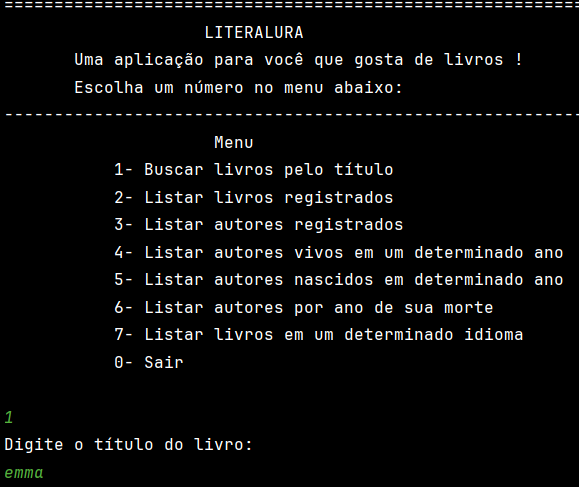 ==========================================================
LITERALURA
Uma aplicação para você que gosta de livros !
Escolha um número no menu abaixo:
----------------------------------------------------------
Menu
1- Buscar livros pelo título
2- Listar livros registrados
3- Listar autores registrados
4- Listar autores vivos em um determinado ano
5- Listar autores nascidos em determinado ano
6- Listar autores por ano de sua morte
7- Listar livros em um determinado idioma
0- Sair
1
Digite o título do livro:
emma